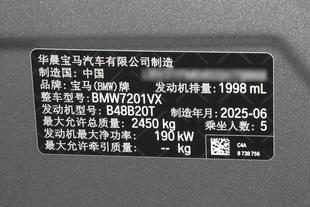 华晨宝马汽车有限公司制造
制造国：中国
品牌：宝马(BMW)牌 发动机排量：1998 mL
整车型号：BMW7201VX
发动机型号：B48B20T 制造年月：2025-06
最大允许总质量：2450 kg 乘坐人数：5
发动机最大净功率：190 kW
最大允许牵引质量：-- kg
C4A
8 738 756